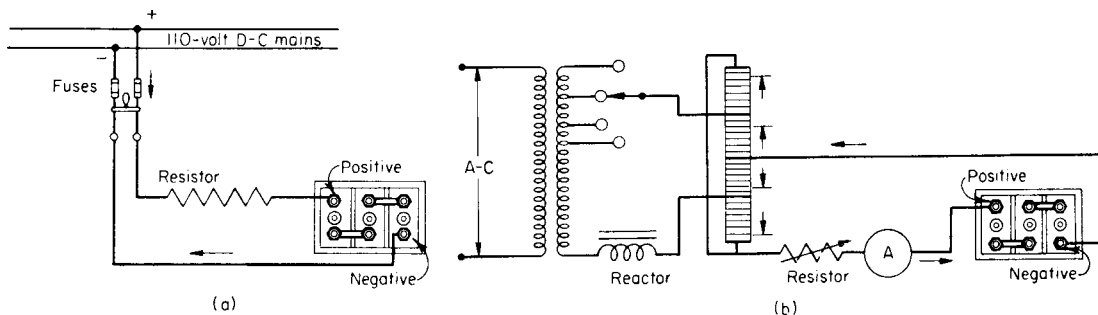 +
110-volt D-C mains
−
Fuses
Resistor
Positive
Negative
(a)
A-C
Reactor
Resistor
A
Positive
Negative
(b)